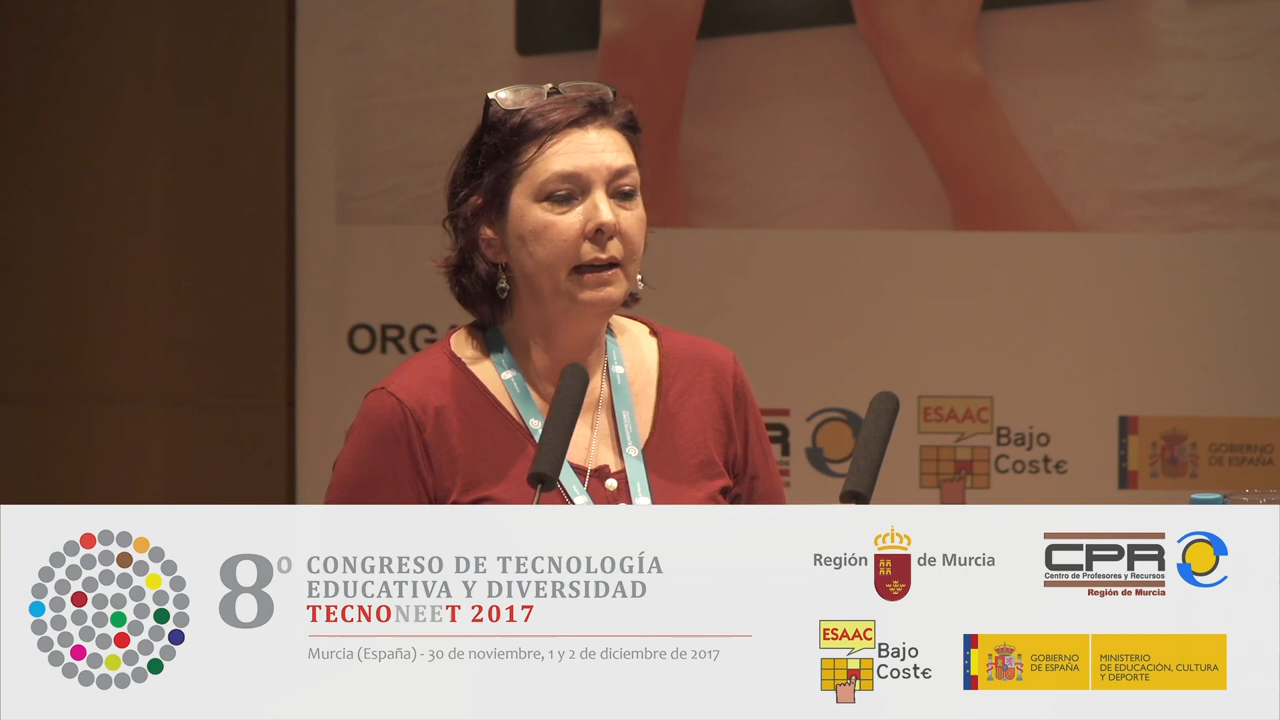 ORG
ESAAC
Bajo
Coste
GOBIERNO
DE ESPAÑA
8º CONGRESO DE TECNOLOGÍA
EDUCATIVA Y DIVERSIDAD
TECNONEET 2017
Murcia (España) - 30 de noviembre, 1 y 2 de diciembre de 2017
Región de Murcia
CPR
Centro de Profesores y Recursos
Región de Murcia
ESAAC
Bajo
Cost€
GOBIERNO
DE ESPAÑA
MINISTERIO
DE EDUCACIÓN, CULTURA
Y DEPORTE